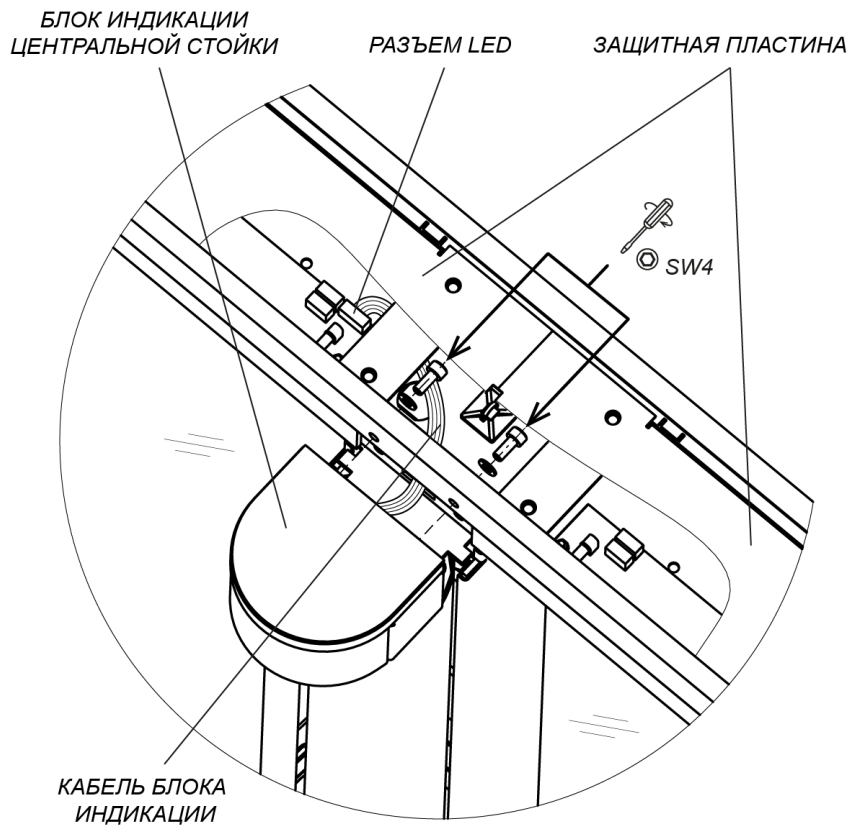 БЛОК ИНДИКАЦИИ
ЦЕНТРАЛЬНОЙ СТОЙКИ
РАЗЪЕМ LED
ЗАЩИТНАЯ ПЛАСТИНА
SW4
КАБЕЛЬ БЛОКА
ИНДИКАЦИИ